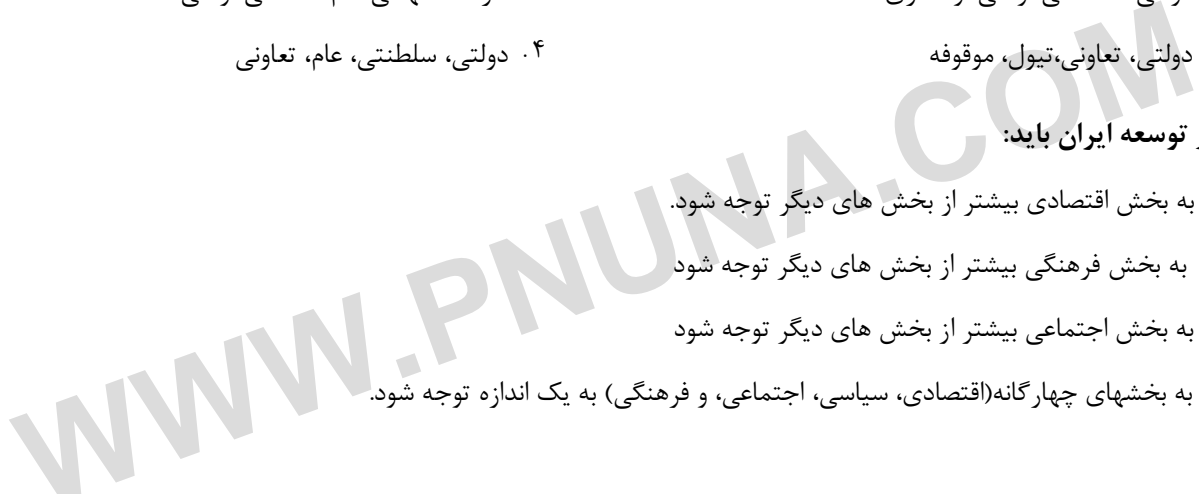 دولتی، تعاونی،تیول، موقوفه
۴. دولتی، سلطنتی، عام، تعاونی
توسعه ایران باید:
به بخش اقتصادی بیشتر از بخش های دیگر توجه شود.
به بخش فرهنگی بیشتر از بخش های دیگر توجه شود
به بخش اجتماعی بیشتر از بخش های دیگر توجه شود
به بخشهای چهارگانه(اقتصادی، سیاسی، اجتماعی، و فرهنگی) به یک اندازه توجه شود.
WWW.PNUNA.COM